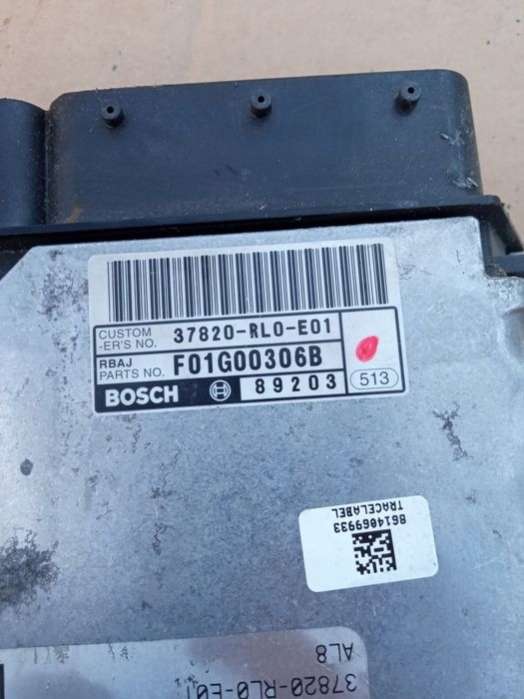 CUSTOM
-ER'S NO. 37820-RL0-E01
RBAJ
PARTS NO. F01G00306B
BOSCH 89203 513
TRACELABEL
8614069933
AL8
37820-RL0-E01